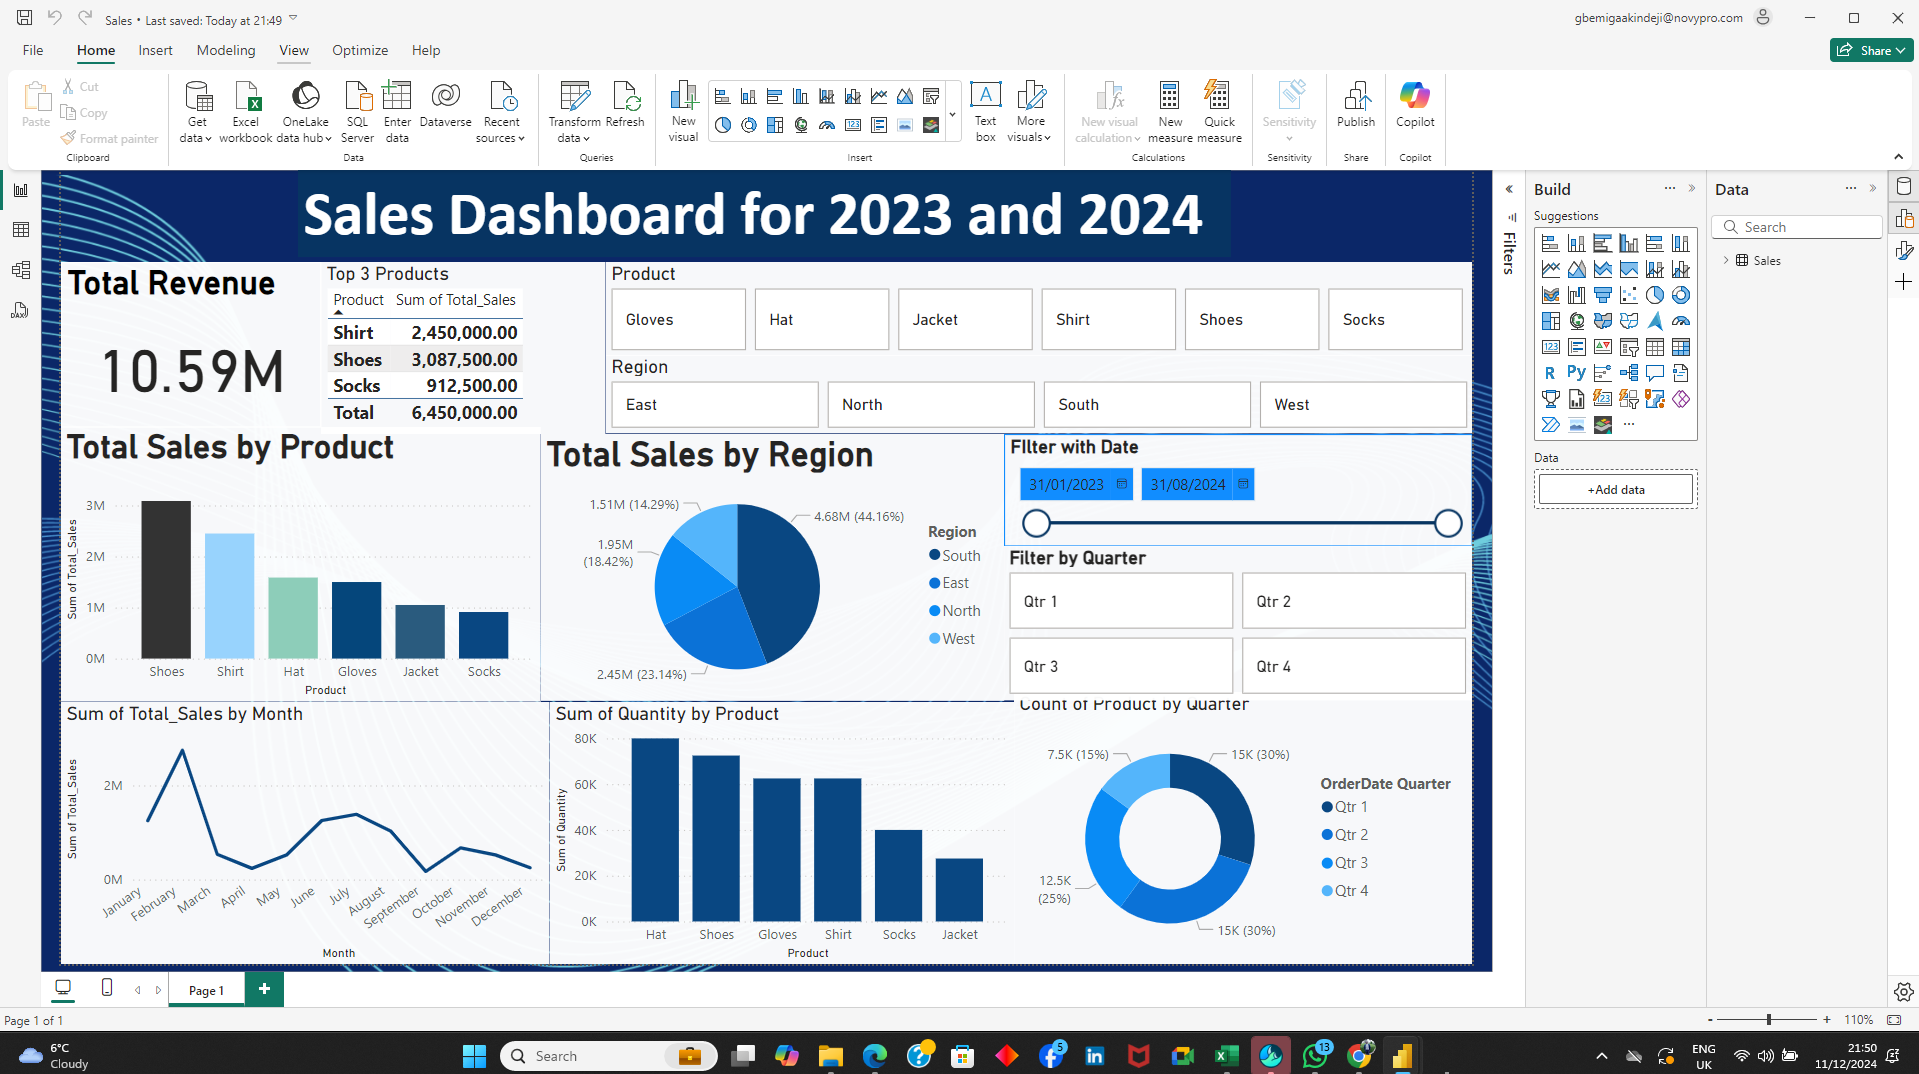 Sales • Last saved: Today at 21:49
gbemigaakindeji@novypro.com
File Home Insert Modeling View Optimize Help
Share
Paste
Cut
Copy
Format painter
Clipboard
Get data
Excel workbook
OneLake data hub
SQL Server
Enter data
Dataverse
Recent sources
Data
Transform data
Refresh
Queries
New visual
Text box
More visuals
Insert
New visual calculation
New measure
Quick measure
Calculations
Sensitivity
Sensitivity
Publish
Share
Copilot
Copilot
Sales Dashboard for 2023 and 2024
Total Revenue
10.59M
Top 3 Products
Product Sum of Total_Sales
Shirt 2,450,000.00
Shoes 3,087,500.00
Socks 912,500.00
Total 6,450,000.00
Product
Gloves Hat Jacket Shirt Shoes Socks
Region
East North South West
Total Sales by Product
Sum of Total_Sales
3M
2M
1M
0M
Shoes Shirt Hat Gloves Jacket Socks
Product
Total Sales by Region
1.51M (14.29%)
4.68M (44.16%)
1.95M
(18.42%)
2.45M (23.14%)
Region
South
East
North
West
FIlter with Date
31/01/2023 31/08/2024
Filter by Quarter
Qtr 1 Qtr 2
Qtr 3 Qtr 4
Sum of Total_Sales by Month
Sum of Total_Sales
2M
0M
January February March April May June July August September October November December
Month
Sum of Quantity by Product
Sum of Quantity
80K
60K
40K
20K
0K
Hat Shoes Gloves Shirt Socks Jacket
Product
Count of Product by Quarter
7.5K (15%)
15K (30%)
12.5K
(25%)
15K (30%)
OrderDate Quarter
Qtr 1
Qtr 2
Qtr 3
Qtr 4
Filters
Build
Suggestions
R Py
123
Data
+Add data
Data
Search
Sales
Page 1
Page 1 of 1
- + 110%
6°C
Cloudy
Search
5
13
ENG
UK
21:50
11/12/2024